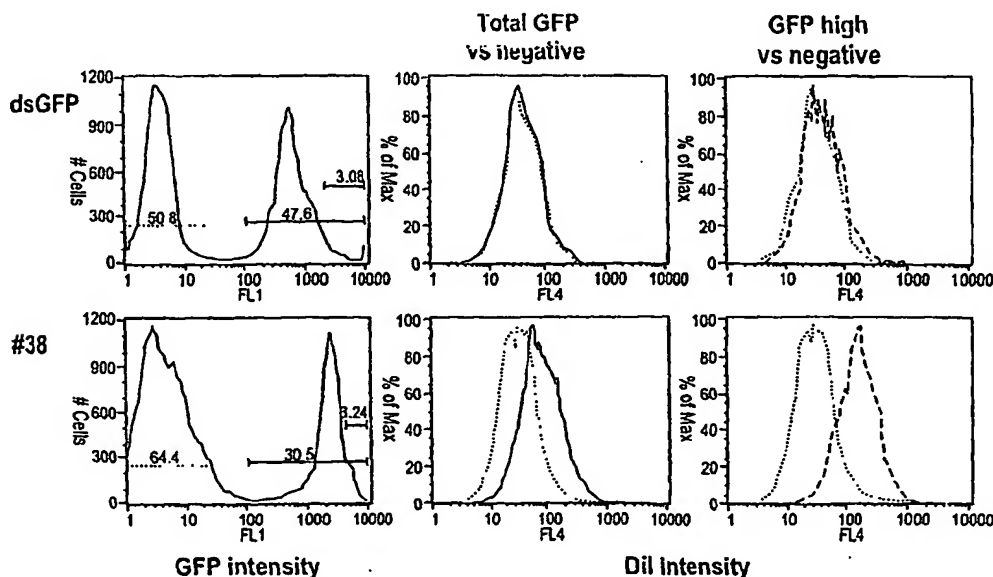 Total GFP
vs negative
GFP high
vs negative
dsGFP
# Cells
1200
900
600
300
0
50.8
47.6
3.08
1 10 100 1000 10000
FL1
% of Max
100
80
60
40
20
0
1 10 100 1000 10000
FL4
% of Max
100
80
60
40
20
0
1 10 100 1000 10000
FL4
#38
# Cells
1200
900
600
300
0
64.4
30.5
3.24
1 10 100 1000 10000
FL1
% of Max
100
80
60
40
20
0
1 10 100 1000 10000
FL4
% of Max
100
80
60
40
20
0
1 10 100 1000 10000
FL4
GFP intensity
DiI intensity